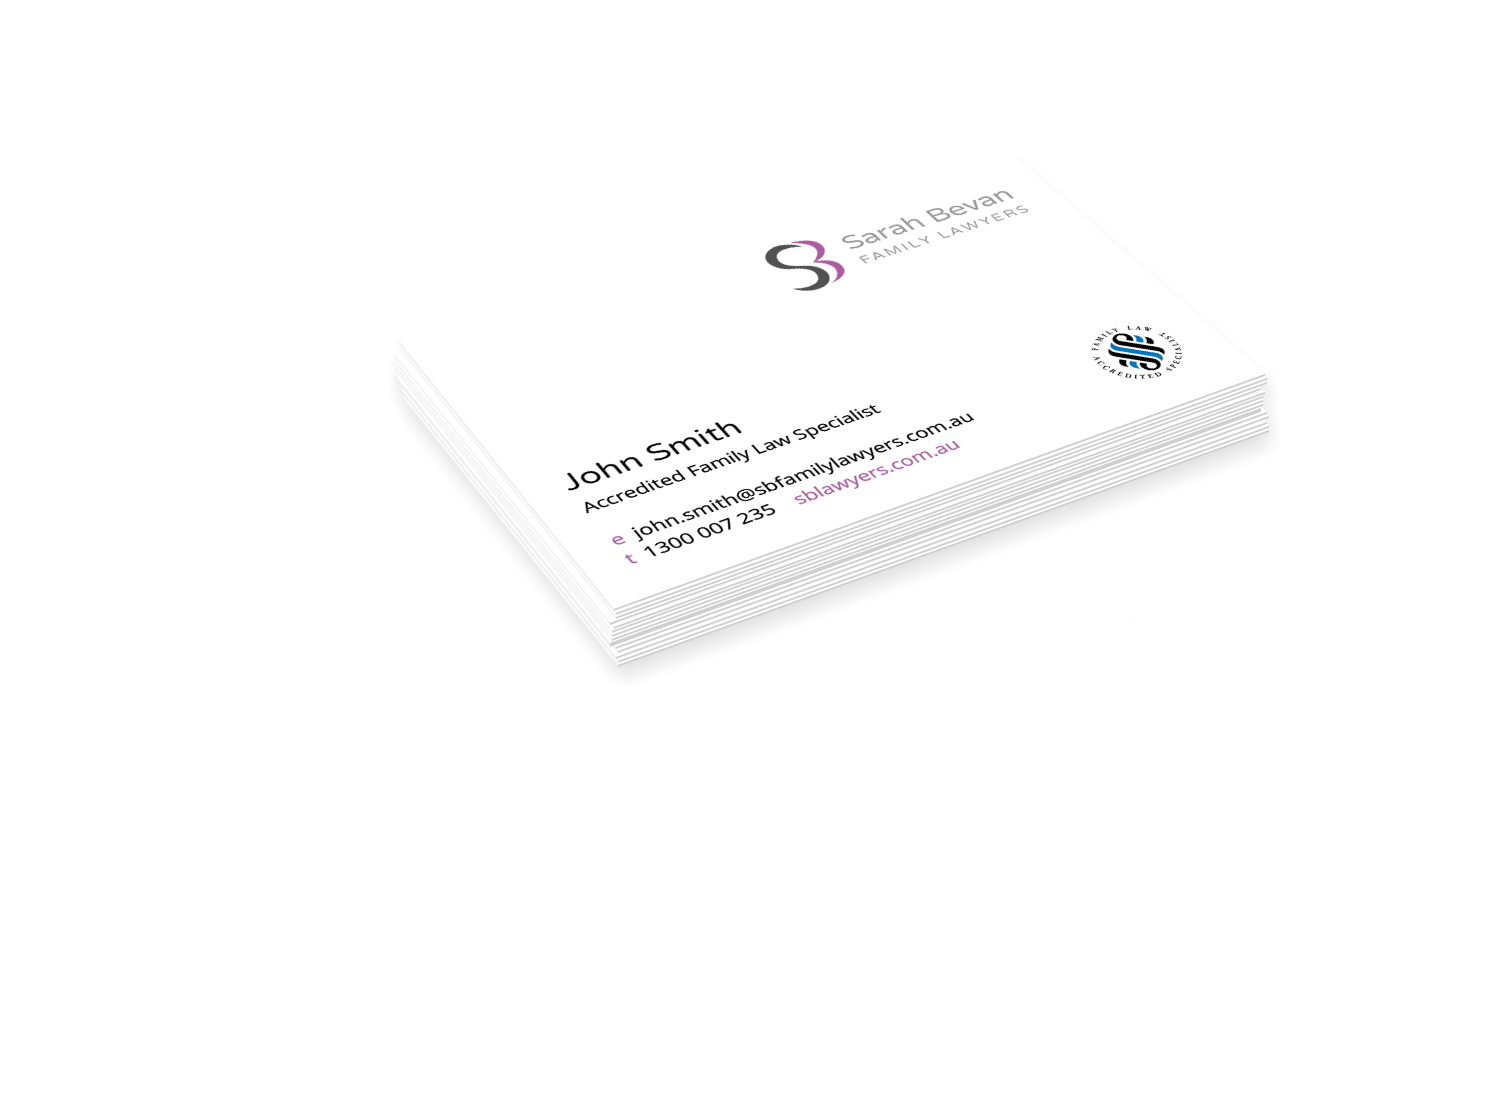 Sarah Bevan
FAMILY LAWYERS
FAMILY LAW
ACCREDITED SPECIALIST
John Smith
Accredited Family Law Specialist
e john.smith@sbfamilylawyers.com.au
t 1300 007 235 sblawyers.com.au